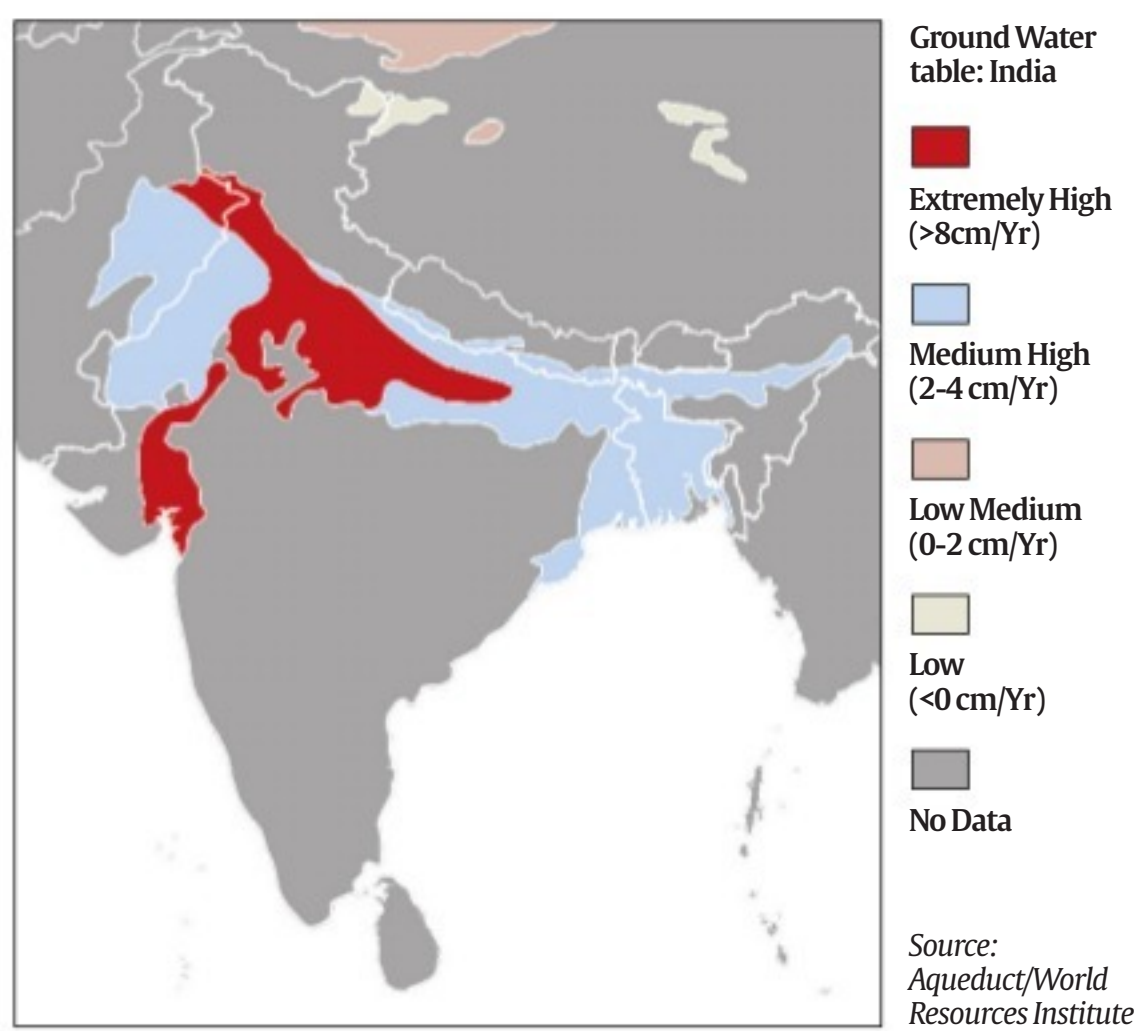 Ground Water
table: India
Extremely High
(>8cm/Yr)
Medium High
(2-4 cm/Yr)
Low Medium
(0-2 cm/Yr)
Low
(<0 cm/Yr)
No Data
Source:
Aqueduct/World
Resources Institute